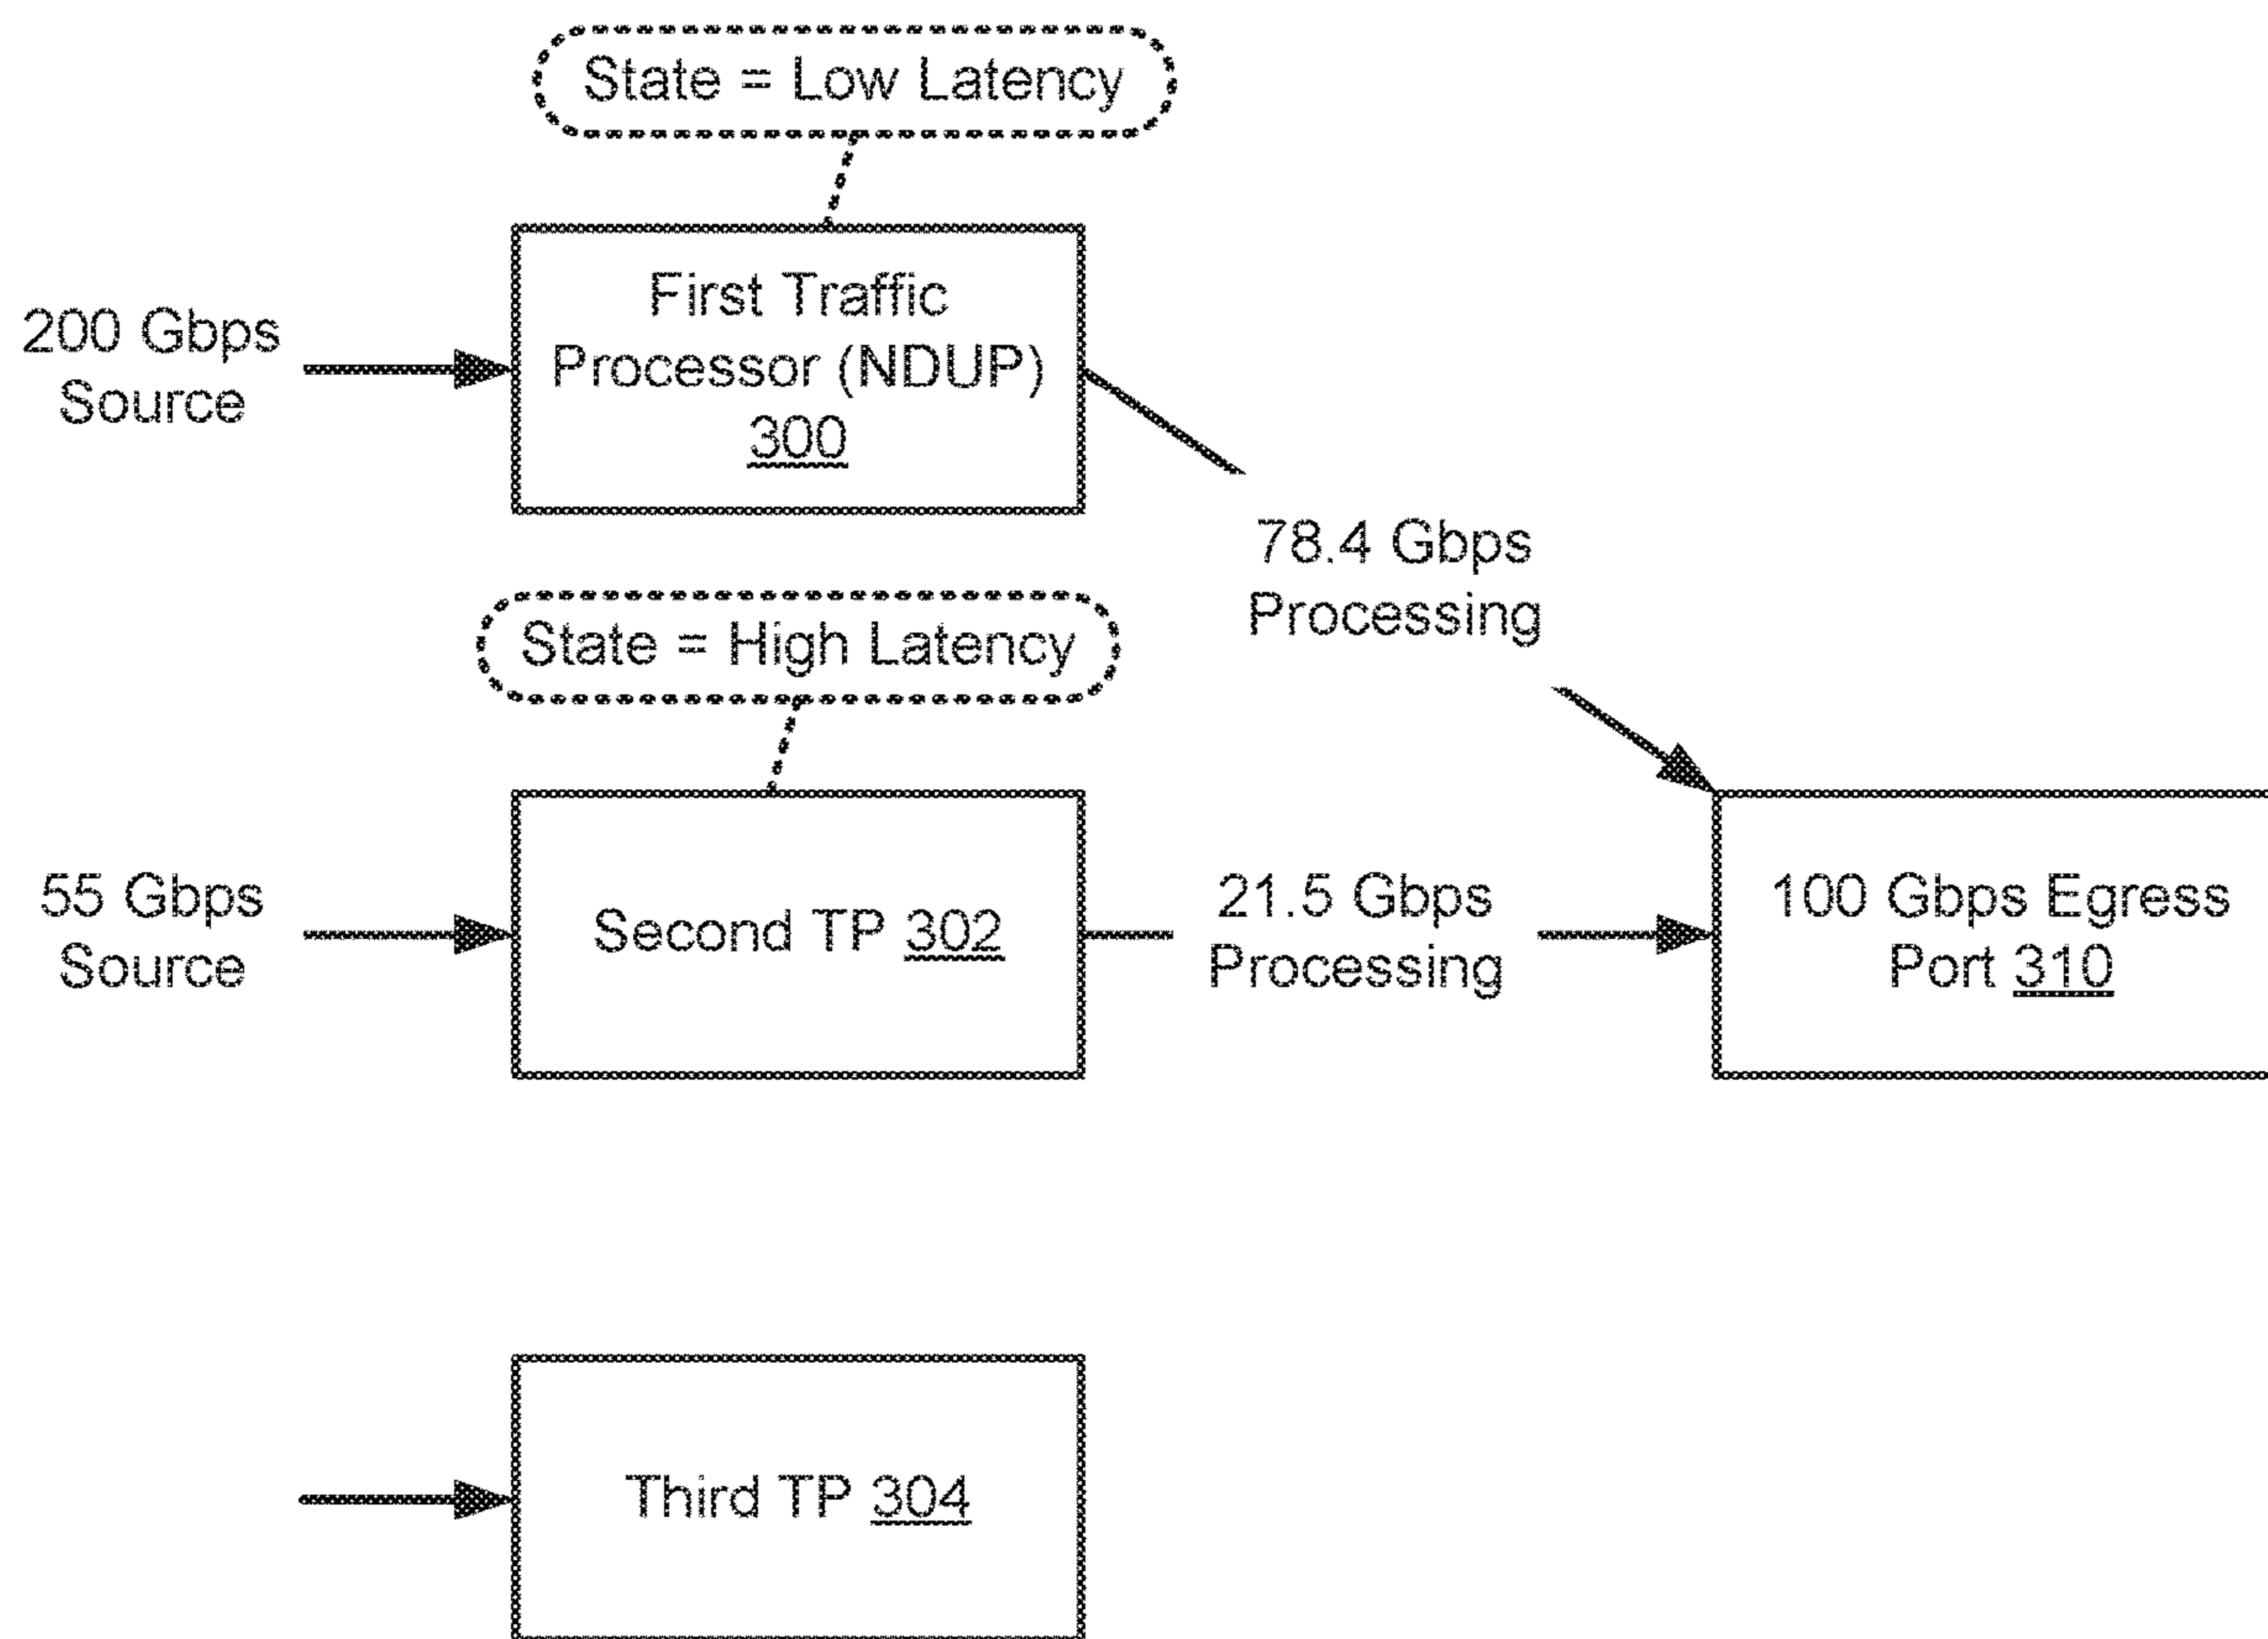 State = Low Latency
200 Gbps
Source
First Traffic
Processor (NDUP)
300
78.4 Gbps
Processing
State = High Latency
55 Gbps
Source
Second TP 302
21.5 Gbps
Processing
100 Gbps Egress
Port 310
Third TP 304